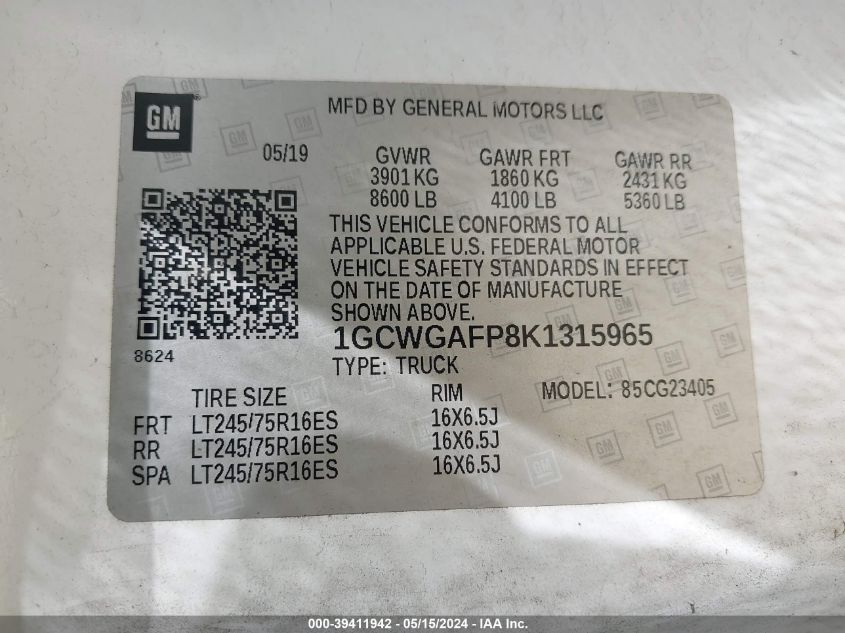 GM
MFD BY GENERAL MOTORS LLC
05/19 GVWR GAWR FRT GAWR RR
3901 KG 1860 KG 2431 KG
8600 LB 4100 LB 5360 LB
THIS VEHICLE CONFORMS TO ALL
APPLICABLE U.S. FEDERAL MOTOR
VEHICLE SAFETY STANDARDS IN EFFECT
ON THE DATE OF MANUFACTURE
SHOWN ABOVE.
1GCWGAFP8K1315965
8624
TYPE: TRUCK
TIRE SIZE RIM MODEL: 85CG23405
FRT LT245/75R16ES 16X6.5J
RR LT245/75R16ES 16X6.5J
SPA LT245/75R16ES 16X6.5J
000-39411942 - 05/15/2024 - IAA Inc.